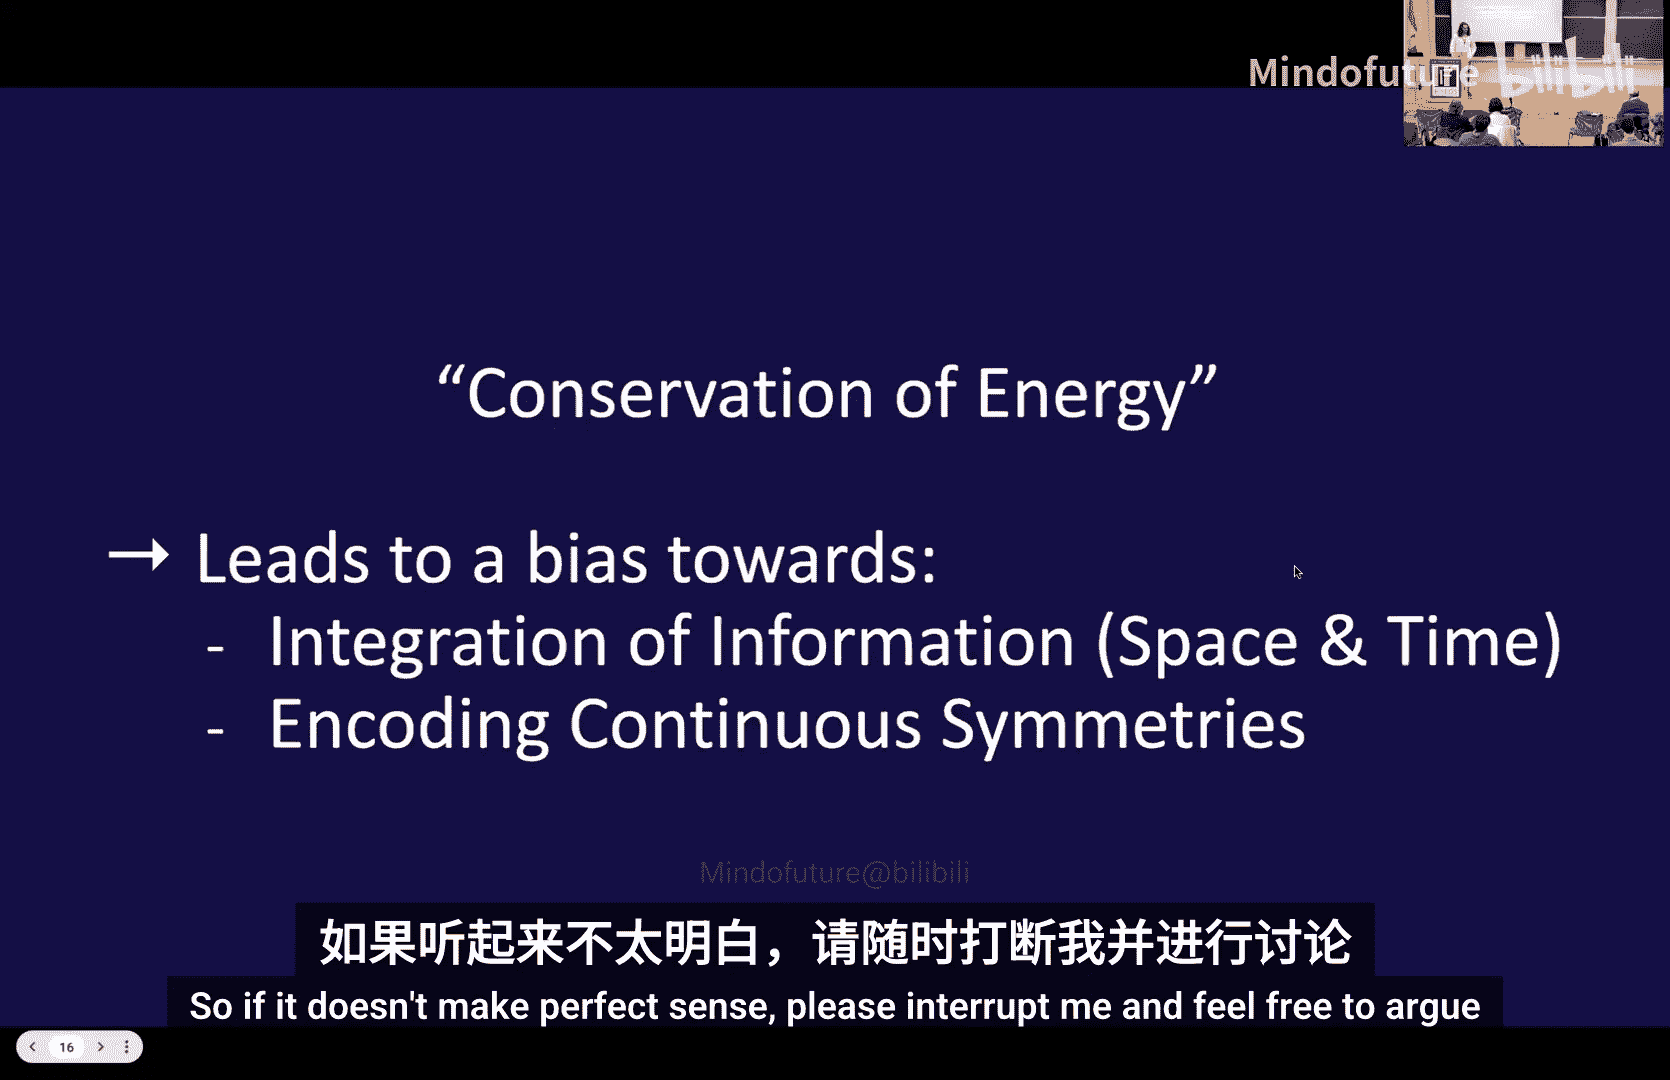 Mindofuture bilibili
“Conservation of Energy”
→ Leads to a bias towards:
- Integration of Information (Space & Time)
- Encoding Continuous Symmetries
Mindofuture@bilibili
如果听起来不太明白，请随时打断我并进行讨论
So if it doesn't make perfect sense, please interrupt me and feel free to argue
16